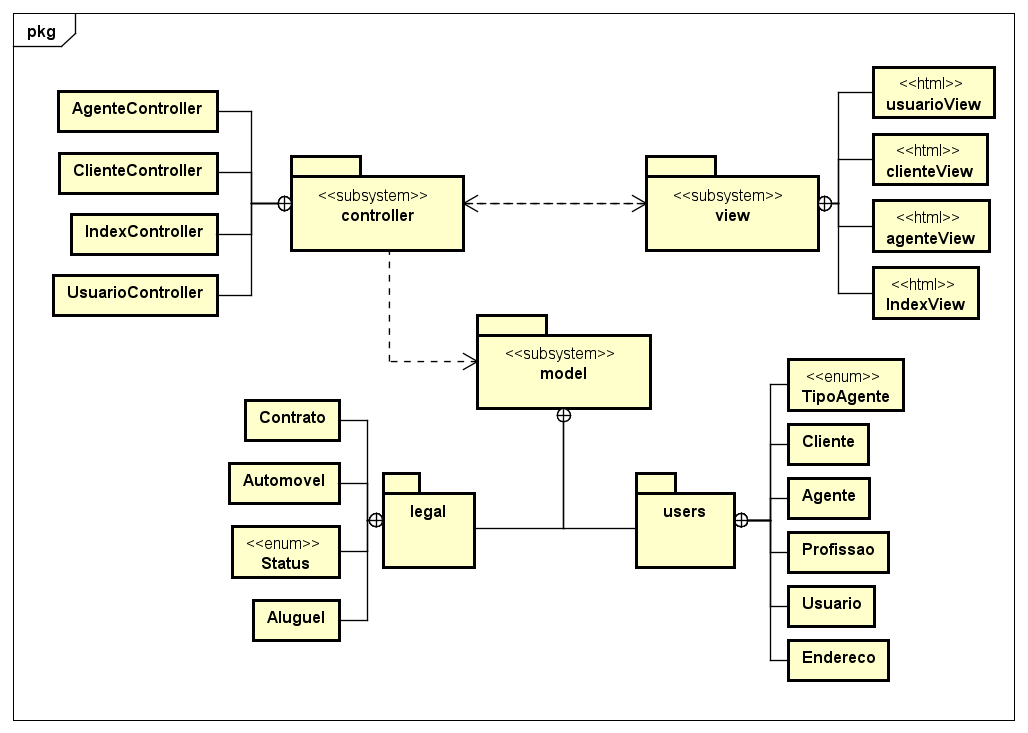 pkg
AgenteController
ClienteController
IndexController
UsuarioController
<<subsystem>>
controller
<<subsystem>>
view
<<html>>
usuarioView
<<html>>
clienteView
<<html>>
agenteView
<<html>>
IndexView
<<subsystem>>
model
Contrato
Automovel
<<enum>>
Status
Aluguel
legal
users
<<enum>>
TipoAgente
Cliente
Agente
Profissao
Usuario
Endereco